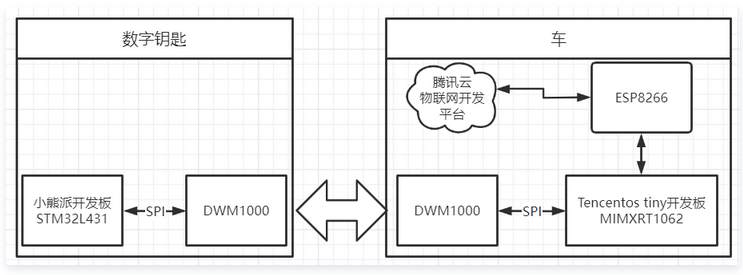 数字钥匙
车
腾讯云
物联网开发
平台
ESP8266
小熊派开发板
STM32L431
SPI
DWM1000
DWM1000
SPI
Tencentos tiny开发板
MIMXRT1062